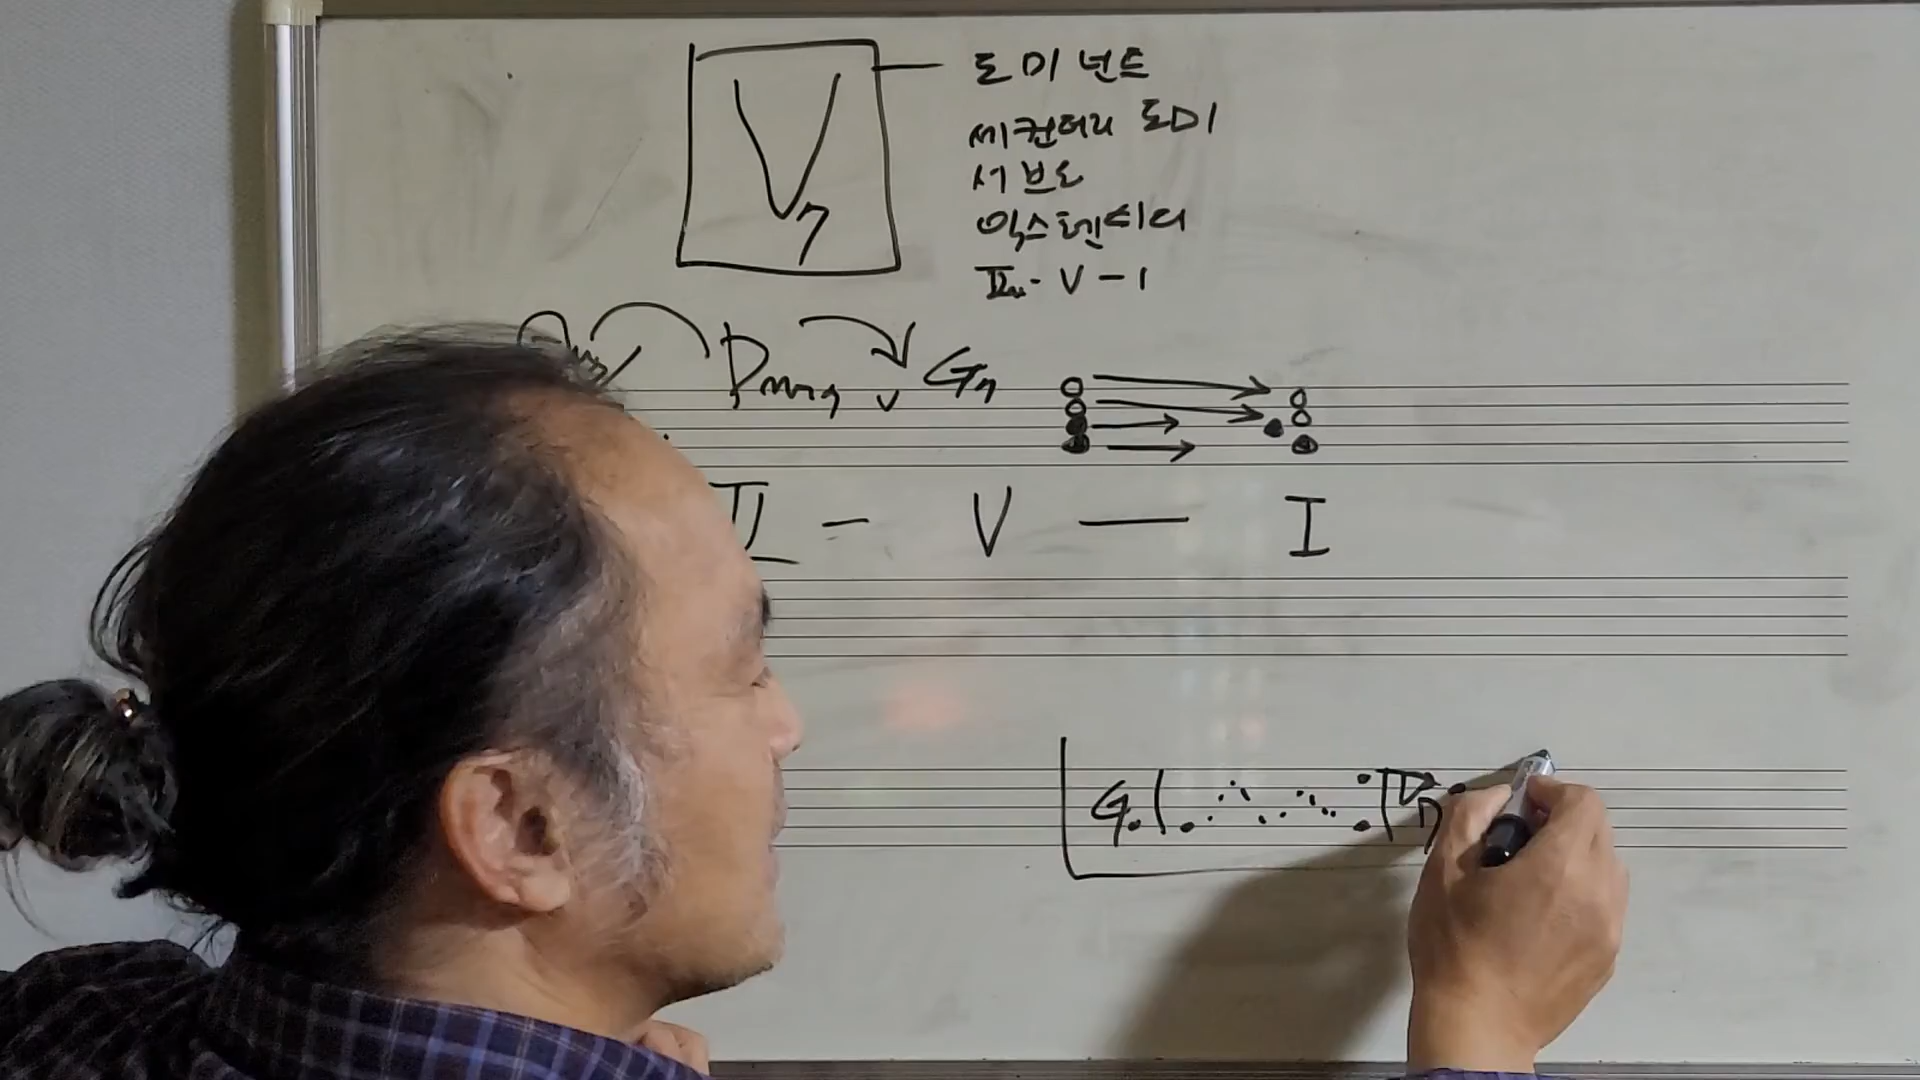 V7
도미넌트
세컨더리 도미
서브도
익스텐디드
IIm - V - I
Dm7 G7
II - V - I
G